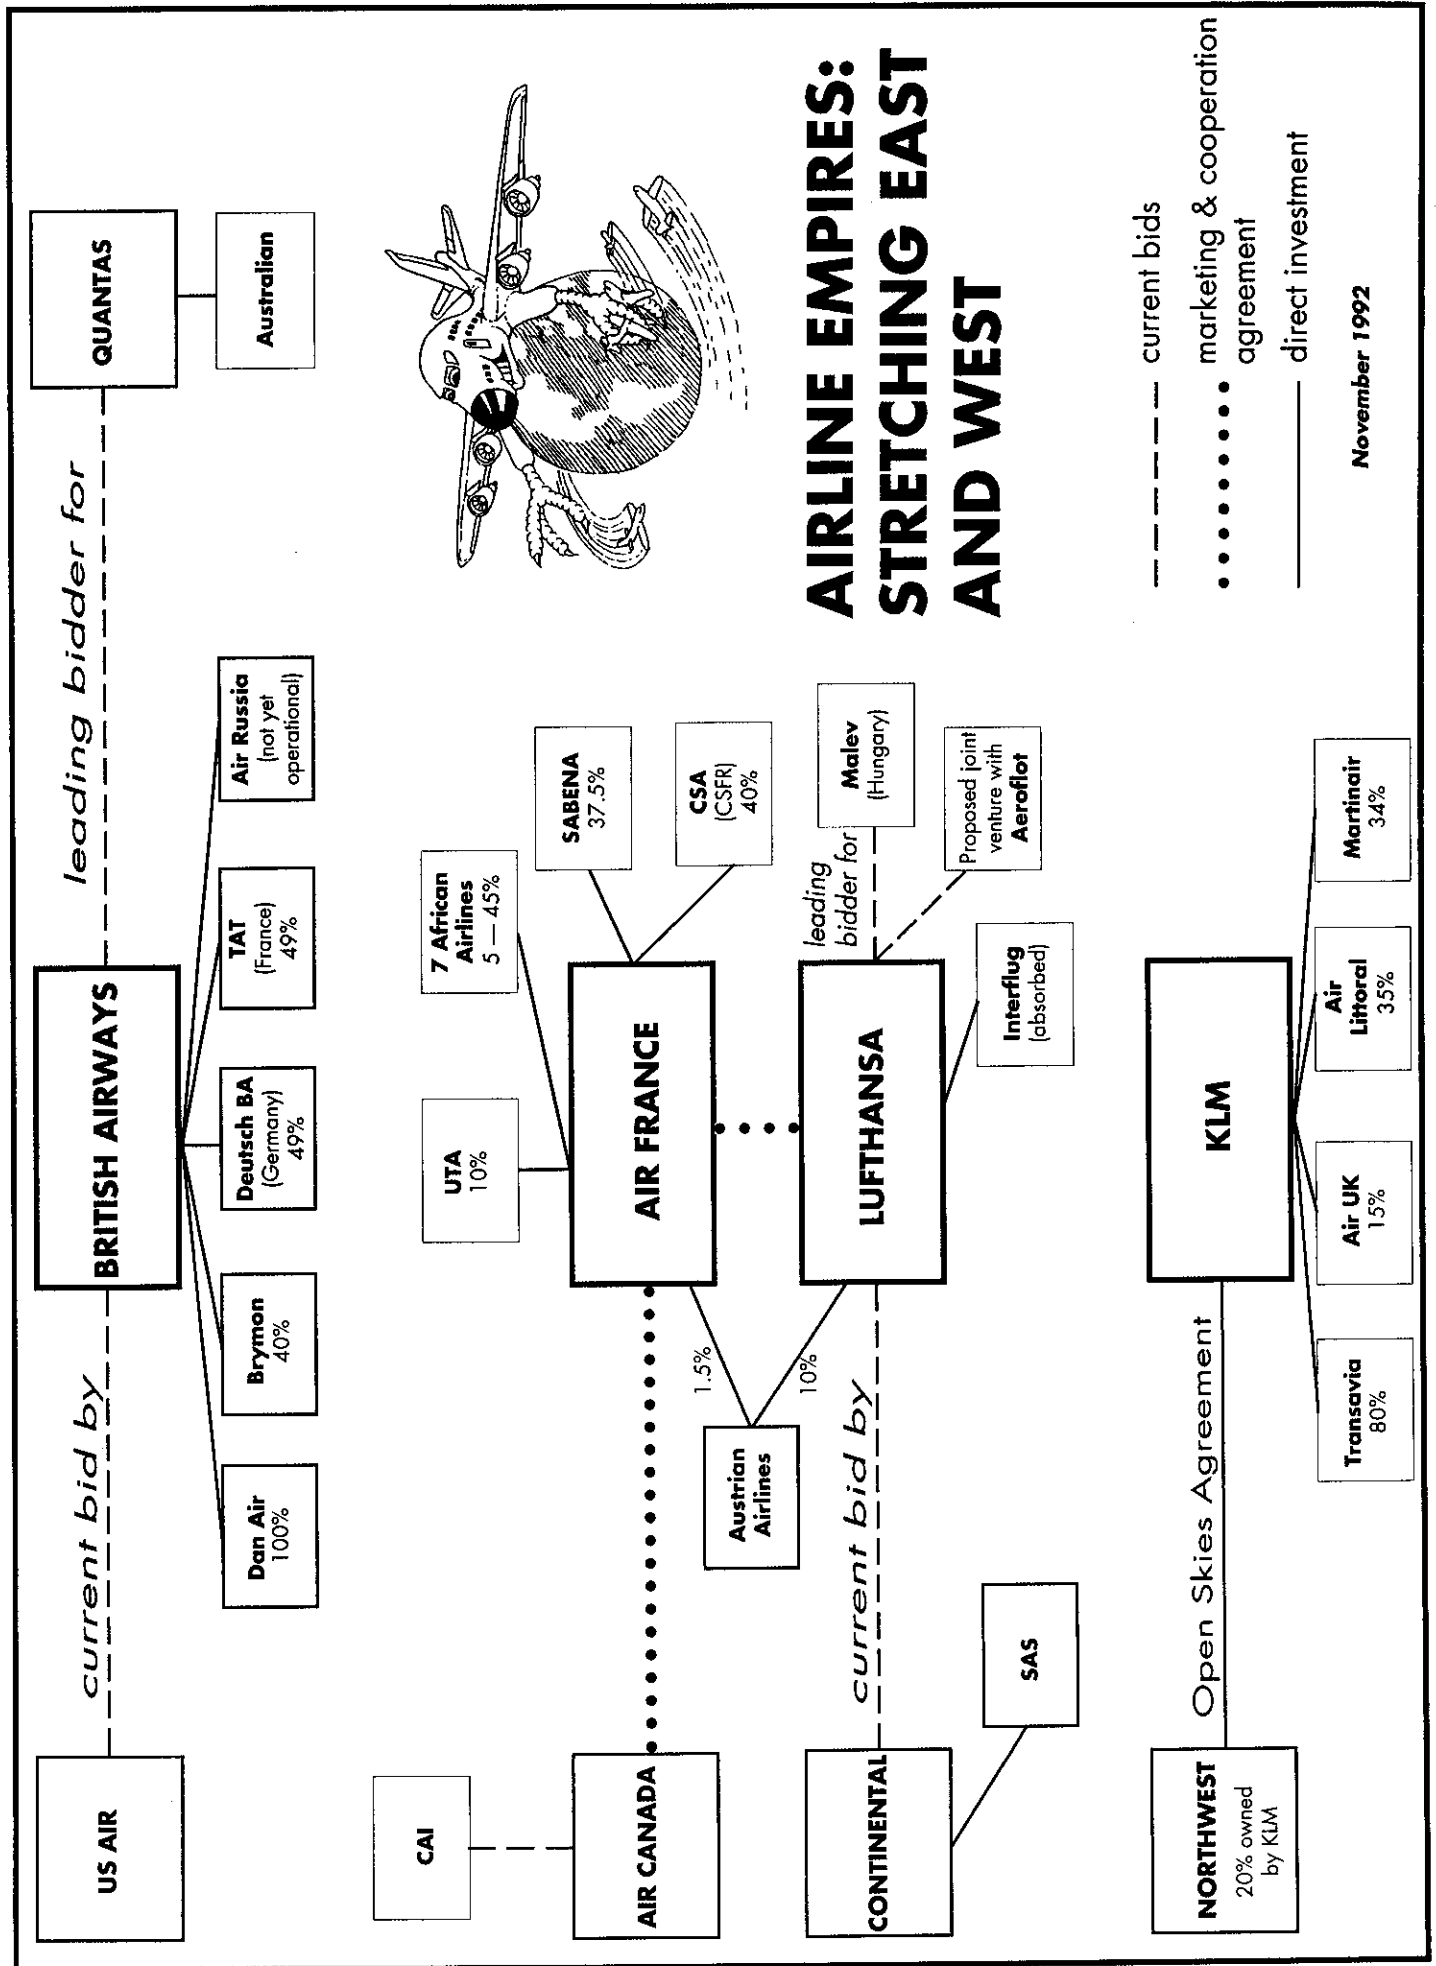 US AIR
current bid by
BRITISH AIRWAYS
leading bidder for
QUANTAS
Australian
Dan Air
100%
Brymon
40%
Deutsch BA
(Germany)
49%
TAT
(France)
49%
Air Russia
(not yet
operational)
CAI
AIR CANADA
UTA
10%
7 African
Airlines
5 — 45%
AIR FRANCE
SABENA
37.5%
CSA
(CSFR)
40%
1.5%
10%
Austrian
Airlines
CONTINENTAL
current bid by
LUFTHANSA
leading
bidder for
Malev
(Hungary)
Proposed joint
venture with
Aeroflot
Interflug
(absorbed)
SAS
NORTHWEST
20% owned
by KLM
Open Skies Agreement
KLM
Transavia
80%
Air UK
15%
Air
Littoral
35%
Martinair
34%
AIRLINE EMPIRES:
STRETCHING EAST
AND WEST
current bids
marketing & cooperation
agreement
direct investment
November 1992